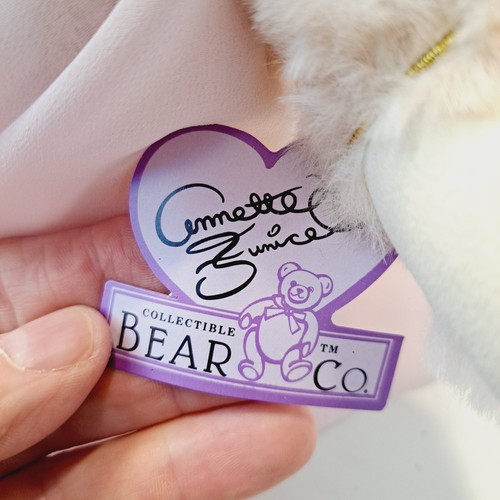 Annette
Funicello
COLLECTIBLE
BEAR ™ CO.